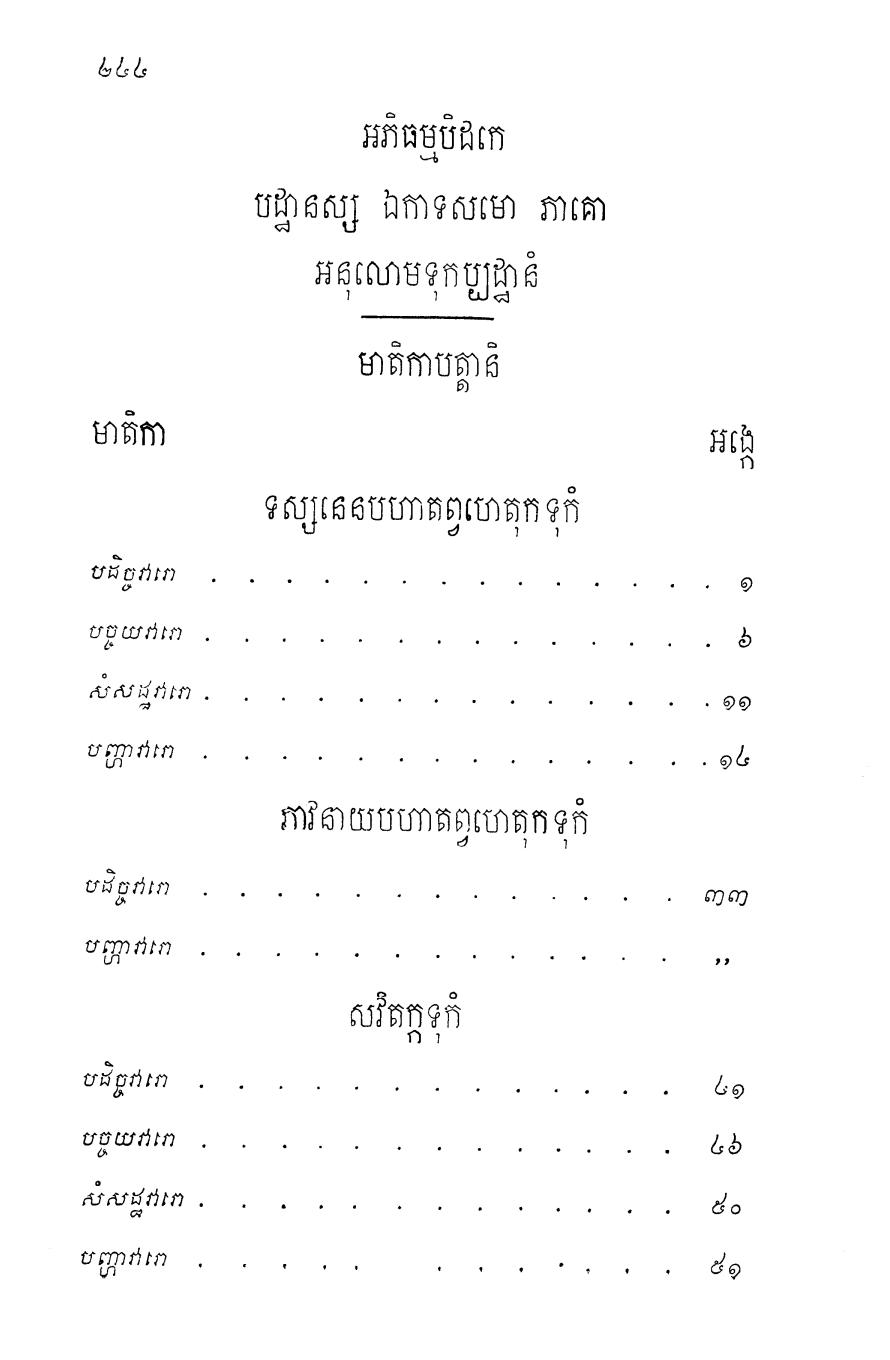 ២៤៤
អភិធម្មបិដកេ
បដ្ឋានស្ស ឯកាទសមោ ភាគោ
អនុលោមទុកប្បដ្ឋានំ
មាតិកាបត្តានិ
មាតិកា អង្កេ
ទស្សនេនបហាតព្វហេតុកទុកំ
បដិច្ចវារោ . . . . . . . . . . . . . . ១
បច្ចយវារោ . . . . . . . . . . . . . . ៦
សំសដ្ឋវារោ . . . . . . . . . . . . . . ១១
បញ្ហាវារោ . . . . . . . . . . . . . . ១៤
ភាវនាយបហាតព្វហេតុកទុកំ
បដិច្ចវារោ . . . . . . . . . . . . . ៣៣
បញ្ហាវារោ . . . . . . . . . . . . . ,,
សវិតក្កទុកំ
បដិច្ចវារោ . . . . . . . . . . . . . ៤១
បច្ចយវារោ . . . . . . . . . . . . . ៤៦
សំសដ្ឋវារោ . . . . . . . . . . . . . ៥០
បញ្ហាវារោ . . . . . . . . . . . . ៥១